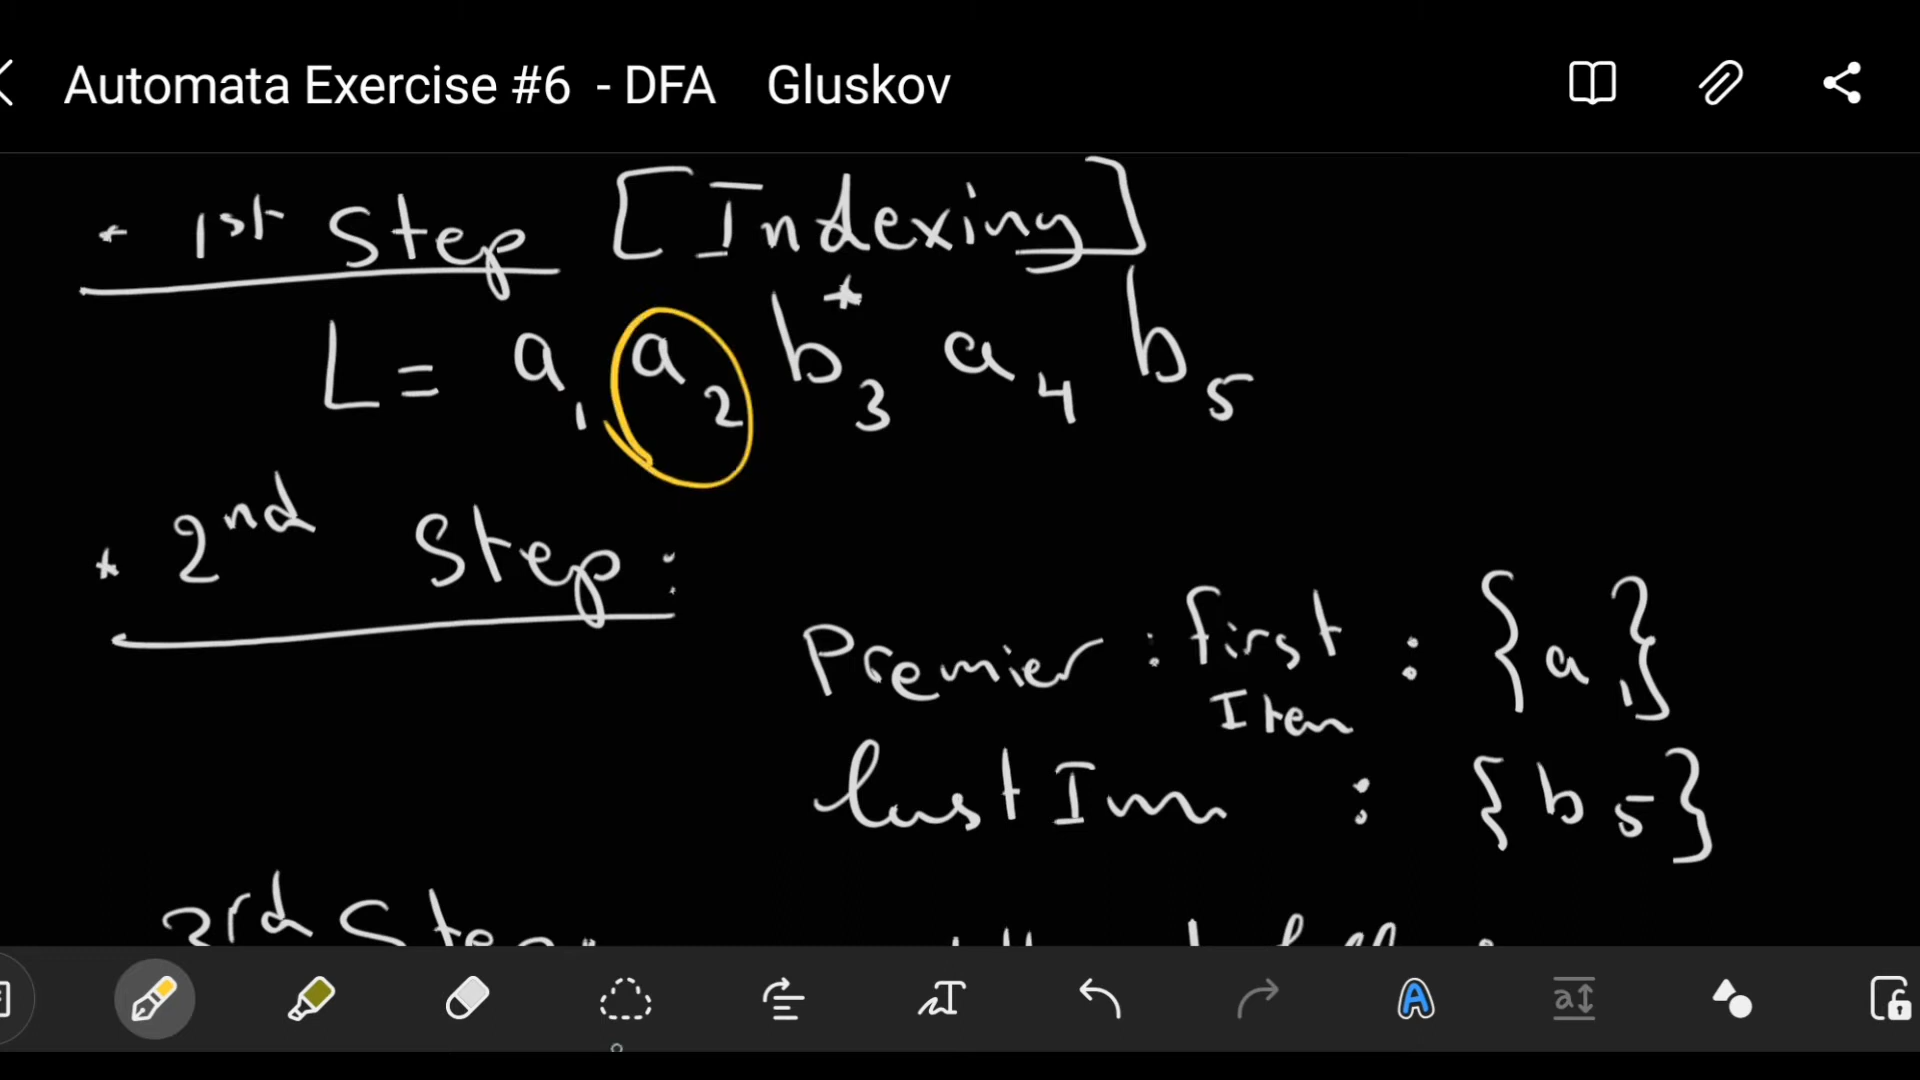 Automata Exercise #6 - DFA Gluskov
* 1st Step [Indexing]
L = a₁ a₂ b₃* a₄ b₅
* 2nd Step :
Premier : first : {a₁}
Item
last : {b₅}
3rd Step